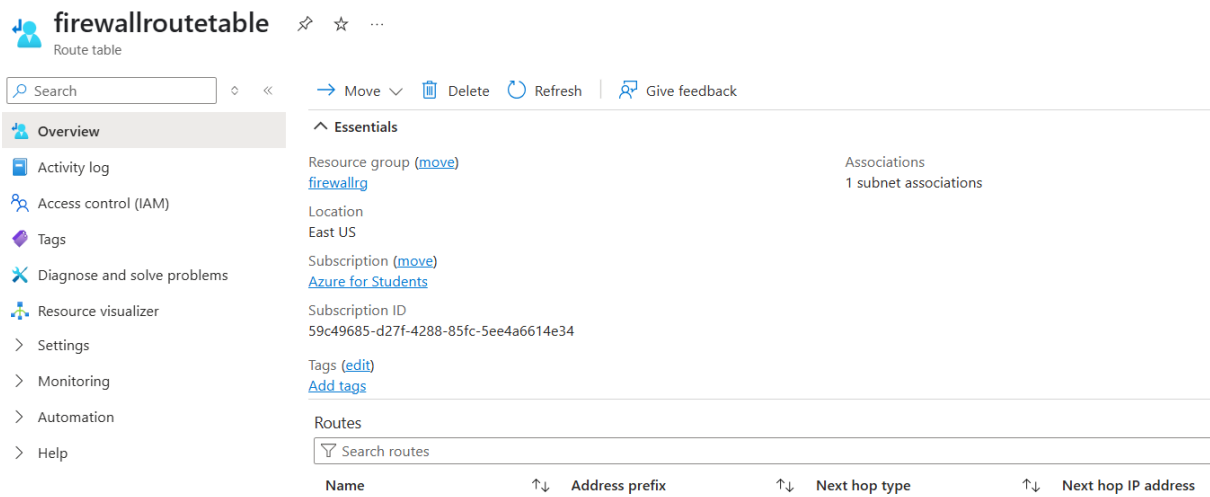 firewallroutetable
Route table
Search
Move Delete Refresh Give feedback
Overview
Activity log
Access control (IAM)
Tags
Diagnose and solve problems
Resource visualizer
Settings
Monitoring
Automation
Help
Essentials
Resource group (move)
firewallrg
Location
East US
Subscription (move)
Azure for Students
Subscription ID
59c49685-d27f-4288-85fc-5ee4a6614e34
Tags (edit)
Add tags
Associations
1 subnet associations
Routes
Search routes
Name Address prefix Next hop type Next hop IP address